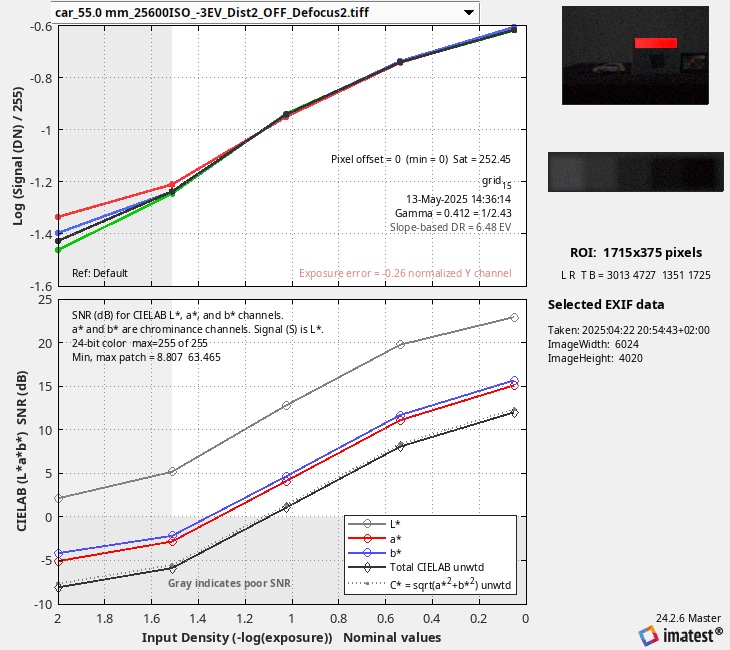 car_55.0 mm_25600ISO_-3EV_Dist2_OFF_Defocus2.tiff
-0.6
-0.8
-1
-1.2
-1.4
-1.6
Log (Signal (DN) / 255)
Pixel offset = 0 (min = 0) Sat = 252.45
grid15
13-May-2025 14:36:14
Gamma = 0.412 = 1/2.43
Slope-based DR = 6.48 EV
Ref: Default
Exposure error = -0.26 normalized Y channel
ROI: 1715x375 pixels
L R T B = 3013 4727 1351 1725
Selected EXIF data
Taken: 2025:04:22 20:54:43+02:00
ImageWidth: 6024
ImageHeight: 4020
25
20
15
10
5
0
-5
-10
CIELAB (L*a*b*) SNR (dB)
SNR (dB) for CIELAB L*, a*, and b* channels.
a* and b* are chrominance channels. Signal (S) is L*.
24-bit color max=255 of 255
Min, max patch = 8.807 63.465
L*
a*
b*
Total CIELAB unwtd
C* = sqrt(a*2+b*2) unwtd
Gray indicates poor SNR
2 1.8 1.6 1.4 1.2 1 0.8 0.6 0.4 0.2 0
Input Density (-log(exposure)) Nominal values
24.2.6 Master
imatest®